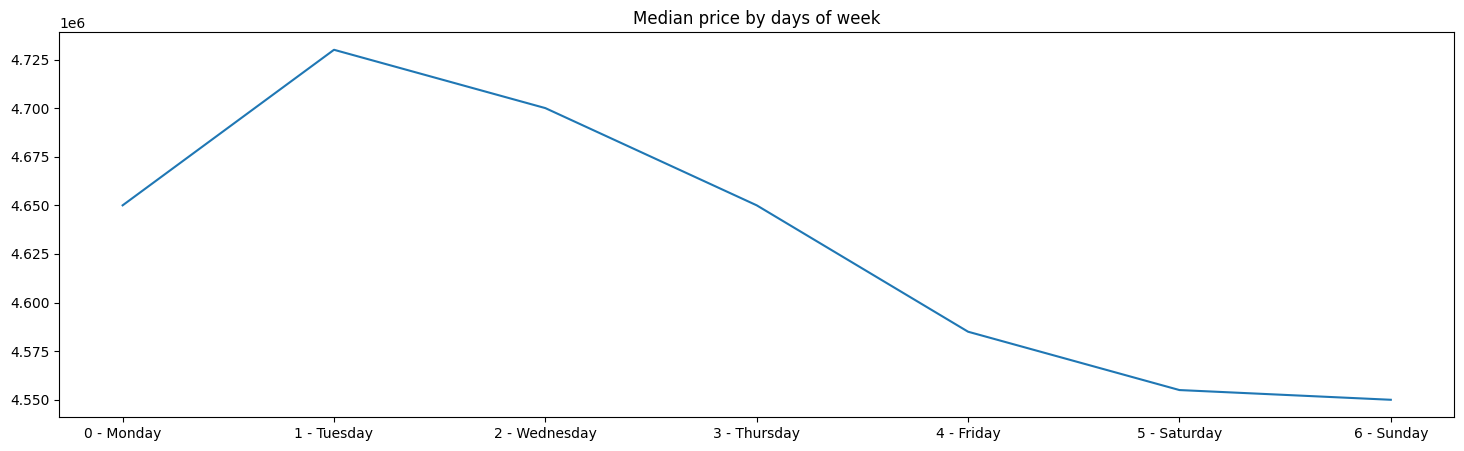 Median price by days of week
1e6
4.725
4.700
4.675
4.650
4.625
4.600
4.575
4.550
0 - Monday 1 - Tuesday 2 - Wednesday 3 - Thursday 4 - Friday 5 - Saturday 6 - Sunday